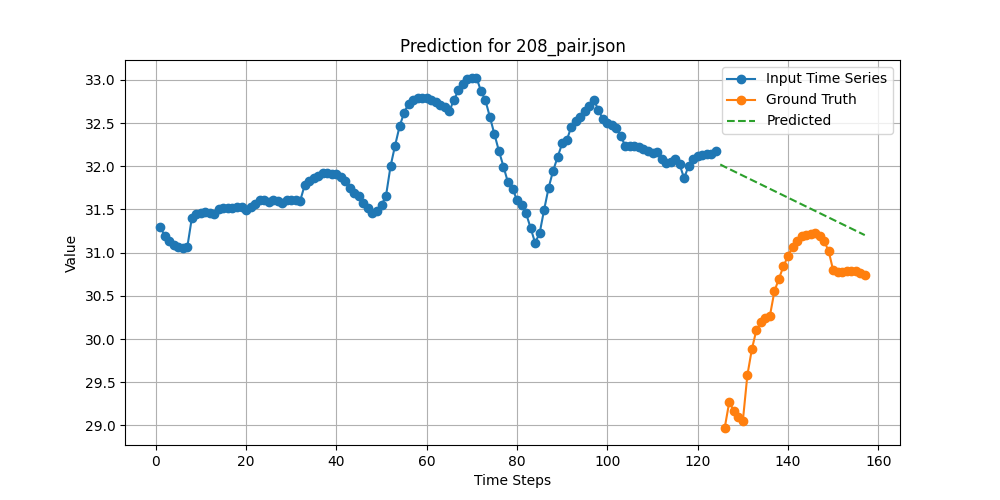 Prediction for 208_pair.json
Input Time Series
Ground Truth
Predicted
Value
33.0
32.5
32.0
31.5
31.0
30.5
30.0
29.5
29.0
0 20 40 60 80 100 120 140 160
Time Steps